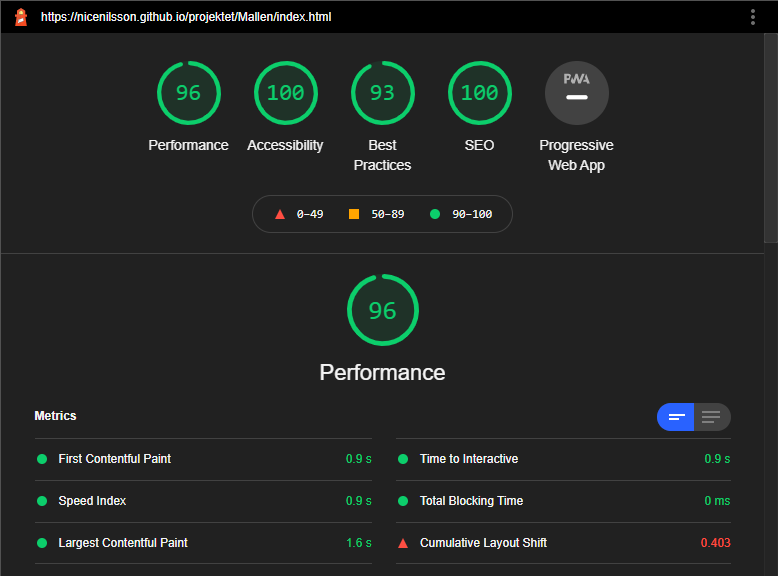 https://nicenilsson.github.io/projektet/Mallen/index.html
96 100 93 100 PWA
Performance Accessibility Best Practices SEO Progressive Web App
0–49 50–89 90–100
96
Performance
Metrics
First Contentful Paint 0.9 s
Time to Interactive 0.9 s
Speed Index 0.9 s
Total Blocking Time 0 ms
Largest Contentful Paint 1.6 s
Cumulative Layout Shift 0.403